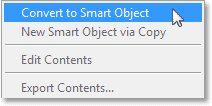 Convert to Smart Object
New Smart Object via Copy
Edit Contents
Export Contents...